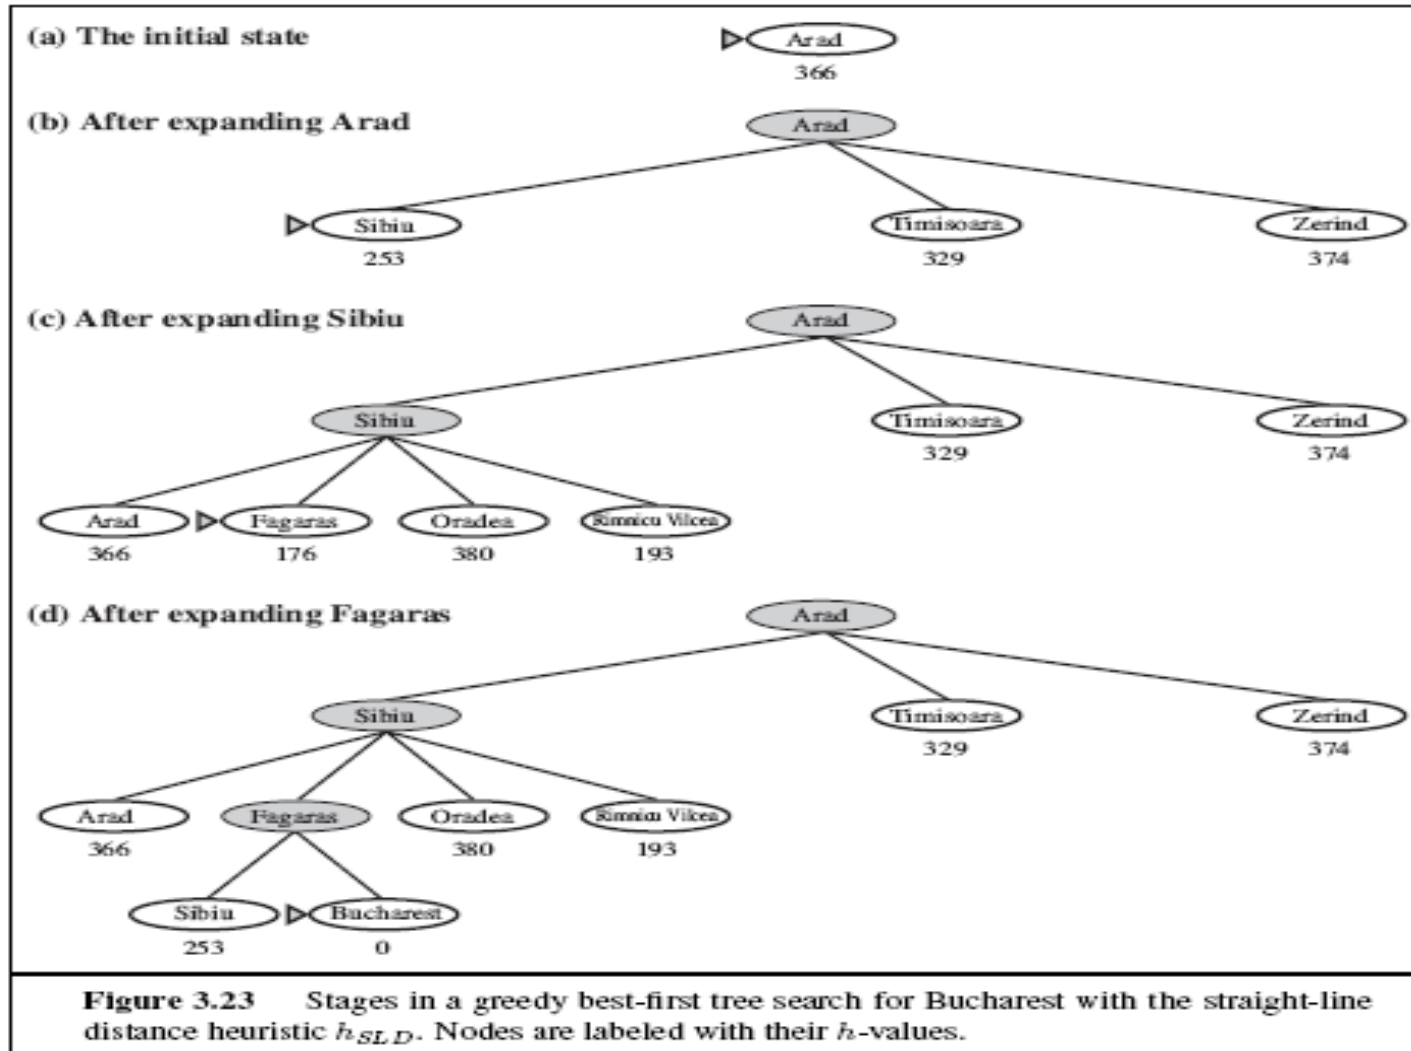 (a) The initial state
Arad
366
(b) After expanding Arad
Arad
Sibiu Timisoara Zerind
253 329 374
(c) After expanding Sibiu
Arad
Sibiu Timisoara Zerind
329 374
Arad Fagaras Oradea Rimnicu Vilcea
366 176 380 193
(d) After expanding Fagaras
Arad
Sibiu Timisoara Zerind
329 374
Arad Fagaras Oradea Rimnicu Vilcea
366 380 193
Sibiu Bucharest
253 0
Figure 3.23 Stages in a greedy best-first tree search for Bucharest with the straight-line
distance heuristic hSLD. Nodes are labeled with their h-values.